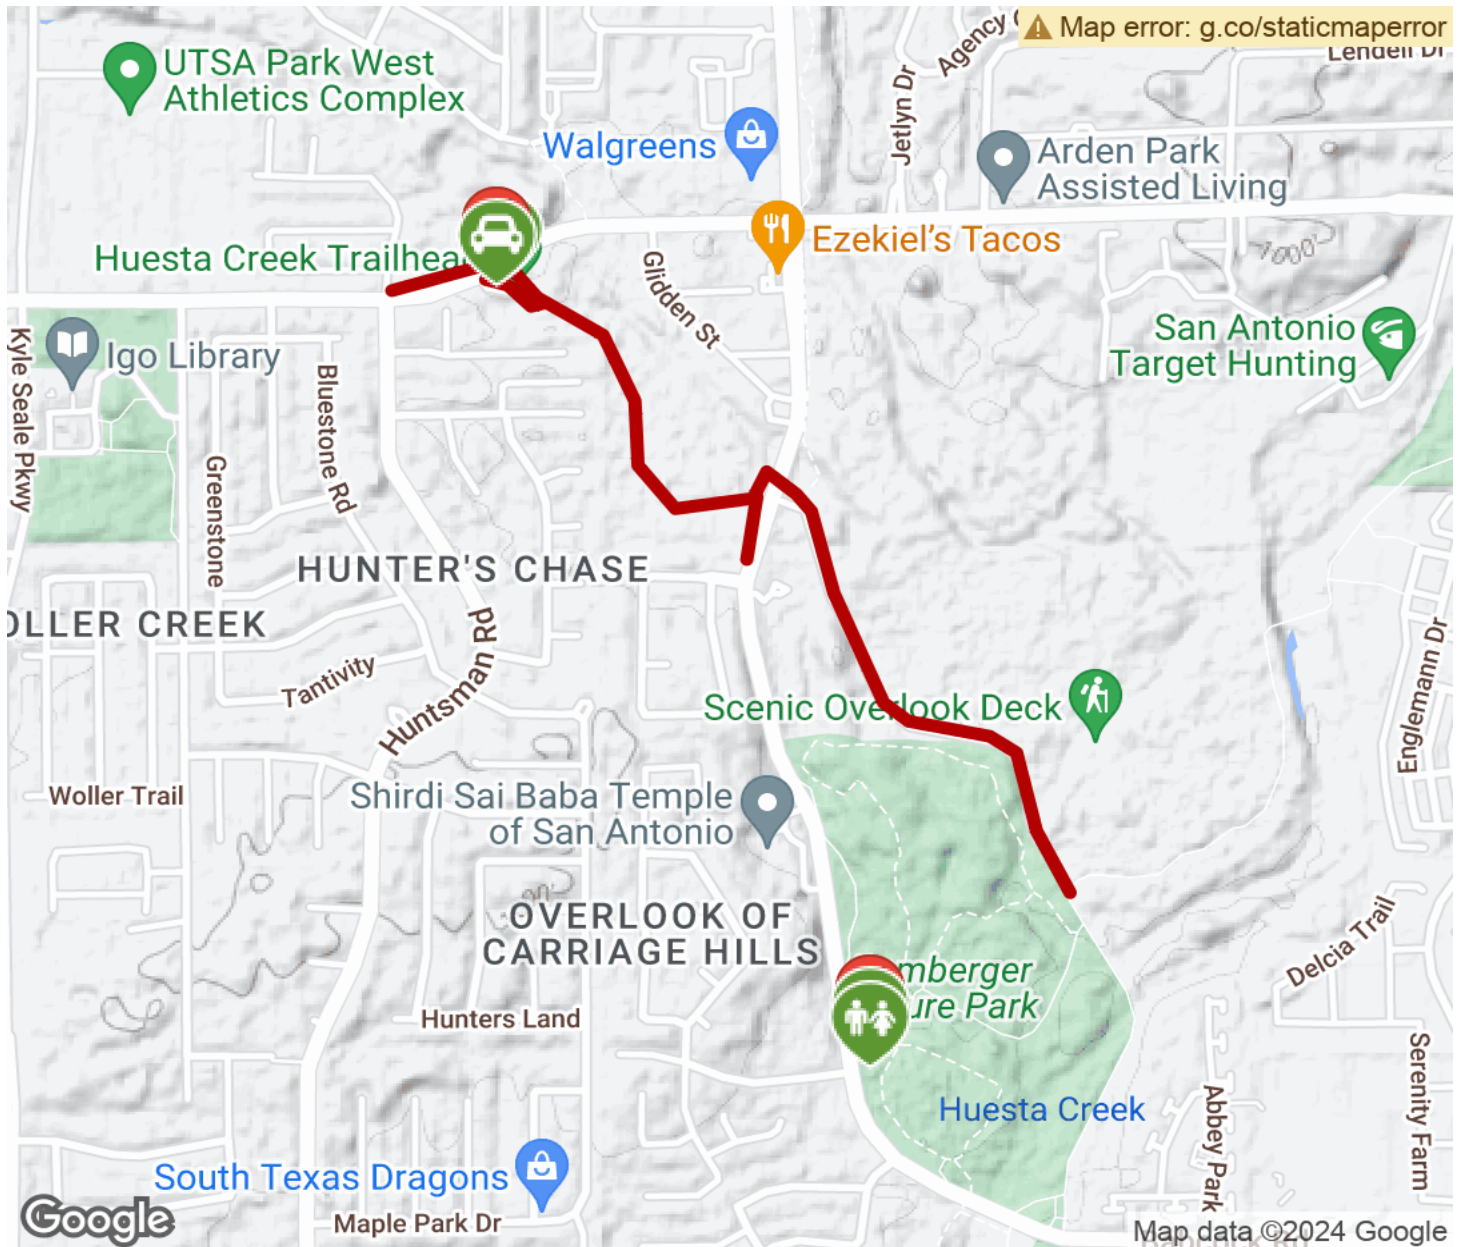 Map error: g.co/staticmaperror
Agency
Lendell Dr
UTSA Park West
Athletics Complex
Walgreens
Jetlyn Dr
Arden Park
Assisted Living
Ezekiel's Tacos
1000'
Huesta Creek
Glidden St
San Antonio
Target Hunting
Kyle Seale Pkwy
Igo Library
Bluestone Rd
Greenstone
HUNTER'S CHASE
CREEK
Huntsman Rd
Englemann Dr
Tantivity
Scenic Overlook Deck
Woller Trail
Shirdi Sai Baba Temple
of San Antonio
OVERLOOK OF
CARRIAGE HILLS
Delcia Trail
Park
Hunters Land
Serenity Farm
Abbey Park
Huesta Creek
South Texas Dragons
Google
Maple Park Dr
Map data ©2024 Google